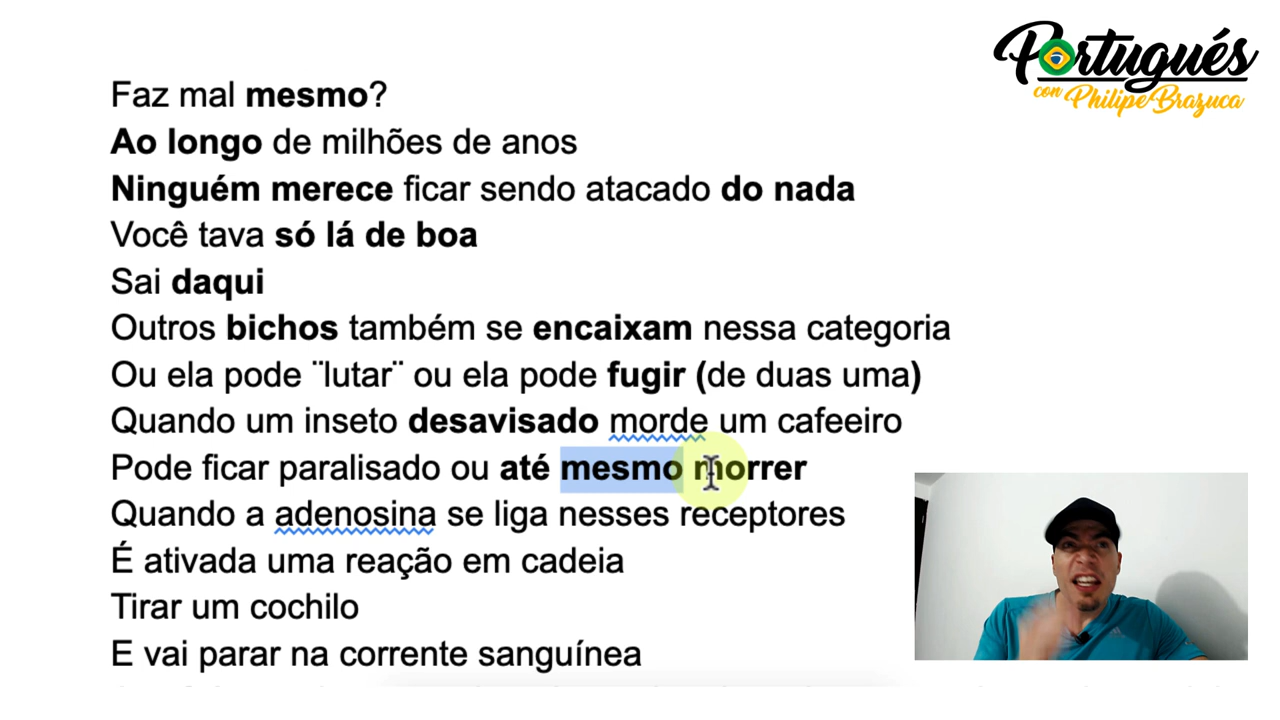 Portugués
con PhilipeBrazuca
Faz mal mesmo?
Ao longo de milhões de anos
Ninguém merece ficar sendo atacado do nada
Você tava só lá de boa
Sai daqui
Outros bichos também se encaixam nessa categoria
Ou ela pode ¨lutar¨ ou ela pode fugir (de duas uma)
Quando um inseto desavisado morde um cafeeiro
Pode ficar paralisado ou até mesmo morrer
Quando a adenosina se liga nesses receptores
É ativada uma reação em cadeia
Tirar um cochilo
E vai parar na corrente sanguínea